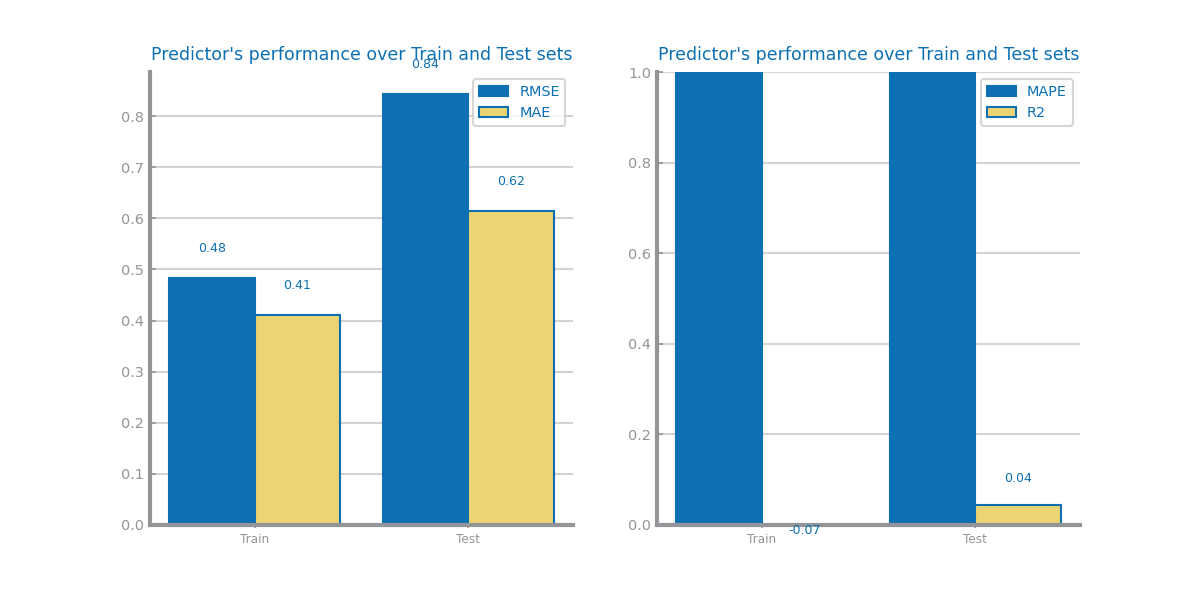 Predictor's performance over Train and Test sets
0.84
RMSE
MAE
0.8
0.7
0.6
0.5
0.4
0.3
0.2
0.1
0.0
0.48
0.41
0.62
Train
Test
Predictor's performance over Train and Test sets
MAPE
R2
1.0
0.8
0.6
0.4
0.2
0.0
-0.07
0.04
Train
Test